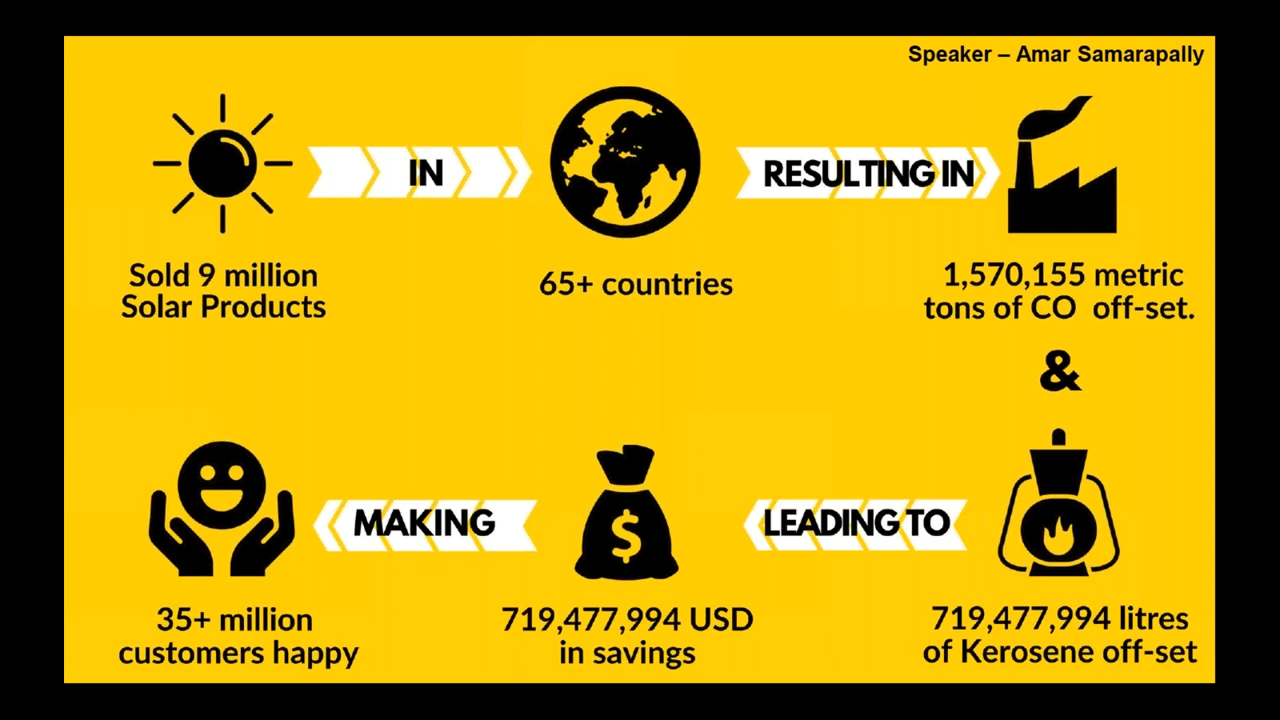 Speaker – Amar Samarapally
IN
RESULTING IN
Sold 9 million
Solar Products
65+ countries
1,570,155 metric
tons of CO off-set.
&
LEADING TO
MAKING
$
719,477,994 litres
of Kerosene off-set
719,477,994 USD
in savings
35+ million
customers happy